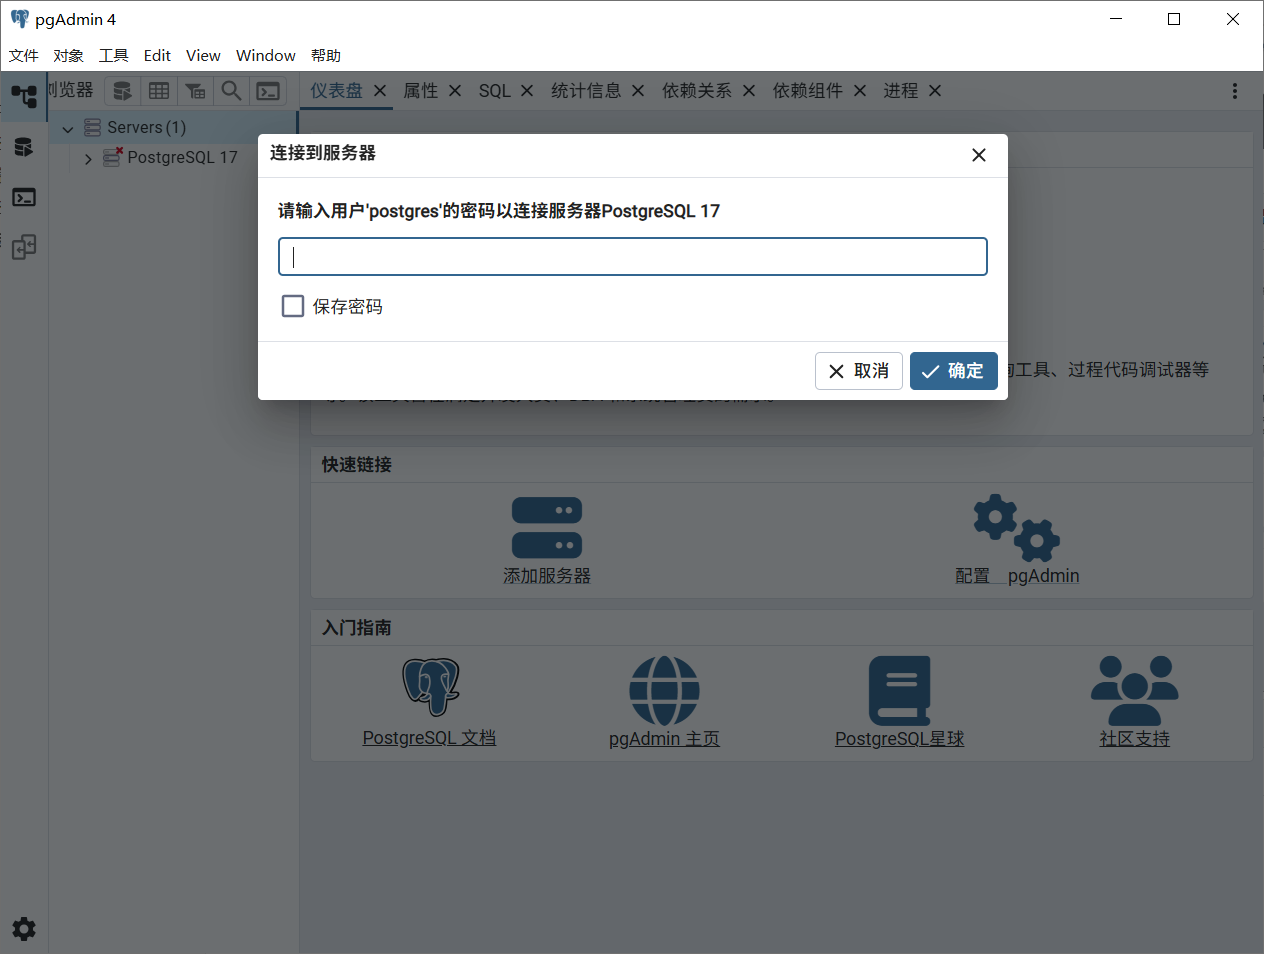 pgAdmin 4
文件 对象 工具 Edit View Window 帮助
浏览器
仪表盘 属性 SQL 统计信息 依赖关系 依赖组件 进程
Servers (1)
PostgreSQL 17
连接到服务器
请输入用户'postgres'的密码以连接服务器PostgreSQL 17
保存密码
取消 确定
工具、过程代码调试器等
快速链接
添加服务器 配置 pgAdmin
入门指南
PostgreSQL 文档 pgAdmin 主页 PostgreSQL星球 社区支持